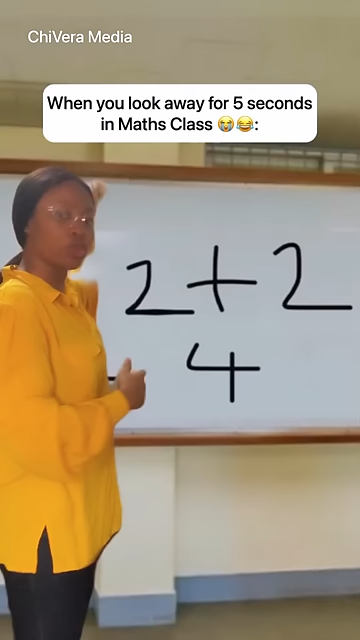 ChiVera Media
When you look away for 5 seconds
in Maths Class 😭😂:
2+2
4